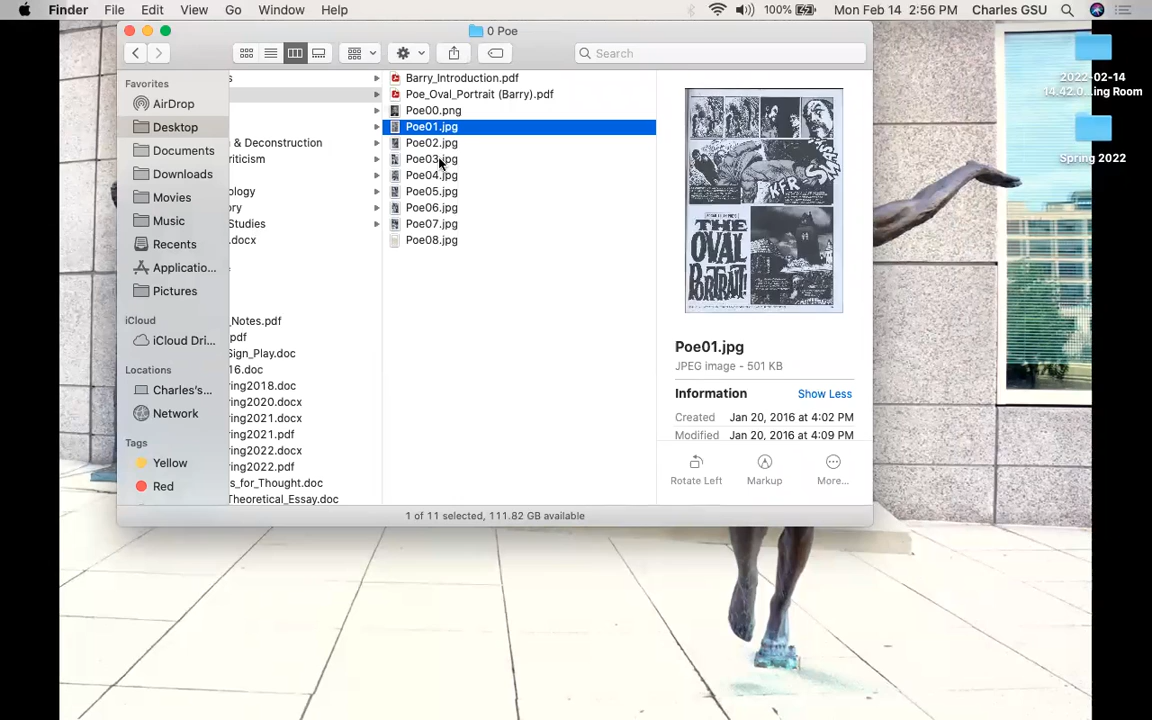 Finder File Edit View Go Window Help 100% Mon Feb 14 2:56 PM Charles GSU
0 Poe
Search
Favorites
AirDrop
Desktop
Documents
Downloads
Movies
Music
Recents
Applicatio...
Pictures
iCloud
iCloud Dri...
Locations
Charles's...
Network
Tags
Yellow
Red
s
& Deconstruction
riticism
ology
ry
Studies
.docx
_Notes.pdf
pdf
Sign_Play.doc
16.doc
ring2018.doc
ring2020.docx
ring2021.docx
ring2021.pdf
ring2022.docx
ring2022.pdf
s_for_Thought.doc
Theoretical_Essay.doc
Barry_Introduction.pdf
Poe_Oval_Portrait (Barry).pdf
Poe00.png
Poe01.jpg
Poe02.jpg
Poe03.jpg
Poe04.jpg
Poe05.jpg
Poe06.jpg
Poe07.jpg
Poe08.jpg
THE
OVAL
PORTRAIT!
Poe01.jpg
JPEG image - 501 KB
Information Show Less
Created Jan 20, 2016 at 4:02 PM
Modified Jan 20, 2016 at 4:09 PM
Rotate Left Markup More...
1 of 11 selected, 111.82 GB available
2022-02-14
14.42.0...ing Room
Spring 2022